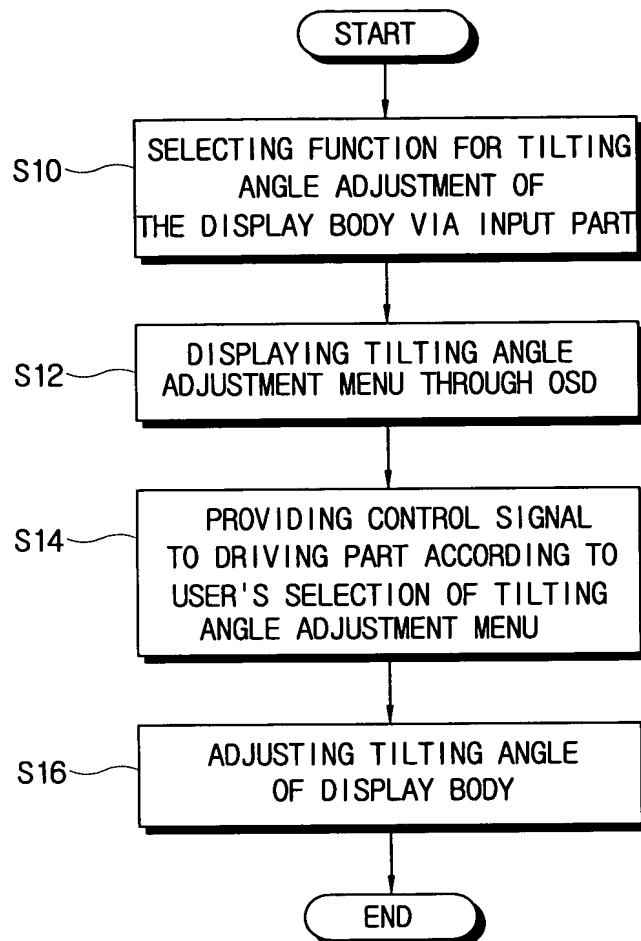 START
S10
SELECTING FUNCTION FOR TILTING
ANGLE ADJUSTMENT OF
THE DISPLAY BODY VIA INPUT PART
S12
DISPLAYING TILTING ANGLE
ADJUSTMENT MENU THROUGH OSD
S14
PROVIDING CONTROL SIGNAL
TO DRIVING PART ACCORDING TO
USER'S SELECTION OF TILTING
ANGLE ADJUSTMENT MENU
S16
ADJUSTING TILTING ANGLE
OF DISPLAY BODY
END